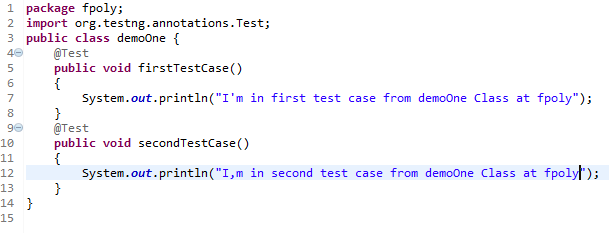 1 package fpoly;
2 import org.testng.annotations.Test;
3 public class demoOne {
4 @Test
5 public void firstTestCase()
6 {
7 System.out.println("I'm in first test case from demoOne Class at fpoly");
8 }
9 @Test
10 public void secondTestCase()
11 {
12 System.out.println("I,m in second test case from demoOne Class at fpoly");
13 }
14 }
15